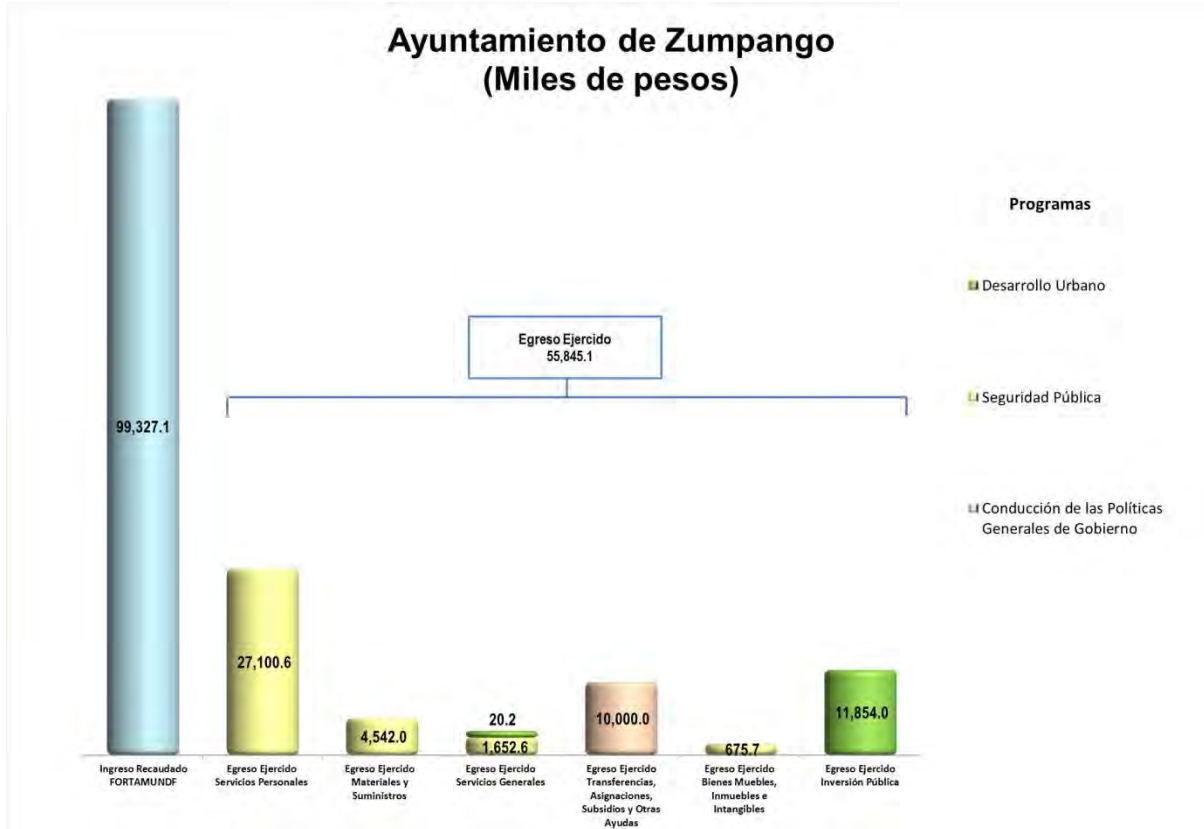 Ayuntamiento de Zumpango
(Miles de pesos)
Programas
Desarrollo Urbano
Egreso Ejercido
55,845.1
Seguridad Pública
99,327.1
Conducción de las Políticas
Generales de Gobierno
27,100.6
4,542.0
20.2
1,652.6
10,000.0
675.7
11,854.0
Ingreso Recaudado
FORTAMUNDF
Egreso Ejercido
Servicios Personales
Egreso Ejercido
Materiales y
Suministros
Egreso Ejercido
Servicios Generales
Egreso Ejercido
Transferencias,
Asignaciones,
Subsidios y Otras
Ayudas
Egreso Ejercido
Bienes Muebles,
Inmuebles e
Intangibles
Egreso Ejercido
Inversión Pública